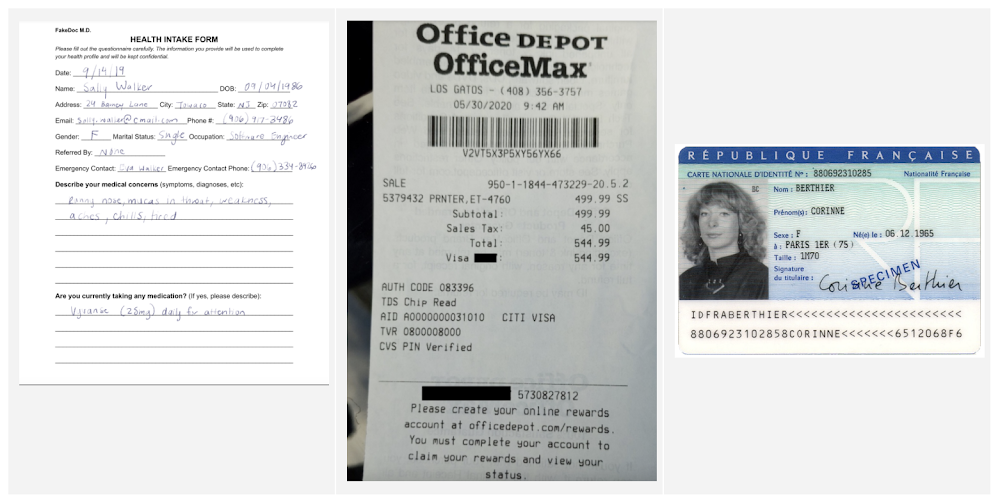 FakeDoc M.D.
HEALTH INTAKE FORM
Please fill out the questionnaire carefully. The information you provide will be used to complete
your health profile and will be kept confidential.
Date: 9/14/19
Name: Sally Walker DOB: 09/04/1986
Address: 24 Barney Lane City: Towaco State: NJ Zip: 07082
Email: Sally.waller@cmail.com Phone #: (906) 917-3486
Gender: F Marital Status: Single Occupation: Software Engineer
Referred By: None
Emergency Contact: Eva Walker Emergency Contact Phone: (906) 334-8926
Describe your medical concerns (symptoms, diagnoses, etc):
Runny nose, mucas in throat, weakness,
aches, chills, tired
Are you currently taking any medication? (If yes, please describe):
Vyvanse (25mg) daily for attention
Office DEPOT
OfficeMax
LOS GATOS - (408) 356-3757
05/30/2020 9:42 AM
V2VT5X3P5XY56YX66
SALE 950-1-1844-473229-20.5.2
5379432 PRNTER,ET-4760 499.99 SS
Subtotal: 499.99
Sales Tax: 45.00
Total: 544.99
Visa : 544.99
AUTH CODE 083396
TDS Chip Read
AID A0000000031010 CITI VISA
TVR 0800008000
CVS PIN Verified
5730827812
Please create your online rewards
account at officedepot.com/rewards.
You must complete your account to
claim your rewards and view your
status.
RÉPUBLIQUE FRANÇAISE
CARTE NATIONALE D'IDENTITÉ Nº : 880692310285 Nationalité Française
BC
Nom : BERTHIER
Prénom(s): CORINNE
Sexe : F Né(e) le : 06.12.1965
à : PARIS 1ER (75)
Taille : 1M70
Signature
du titulaire : Corinne Berthier
SPECIMEN
IDFRABERTHIER<<<<<<<<<<<<<<<<<<<<<<<
8806923102858CORINNE<<<<<<<6512068F6